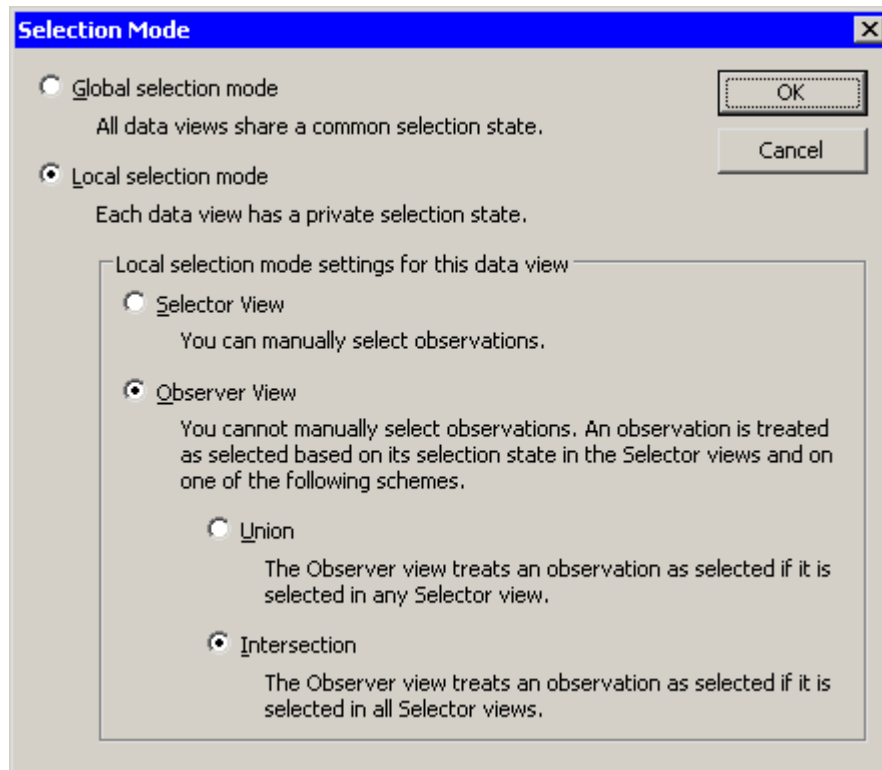 Selection Mode
Global selection mode
OK
All data views share a common selection state.
Cancel
Local selection mode
Each data view has a private selection state.
Local selection mode settings for this data view
Selector View
You can manually select observations.
Observer View
You cannot manually select observations. An observation is treated
as selected based on its selection state in the Selector views and on
one of the following schemes.
Union
The Observer view treats an observation as selected if it is
selected in any Selector view.
Intersection
The Observer view treats an observation as selected if it is
selected in all Selector views.